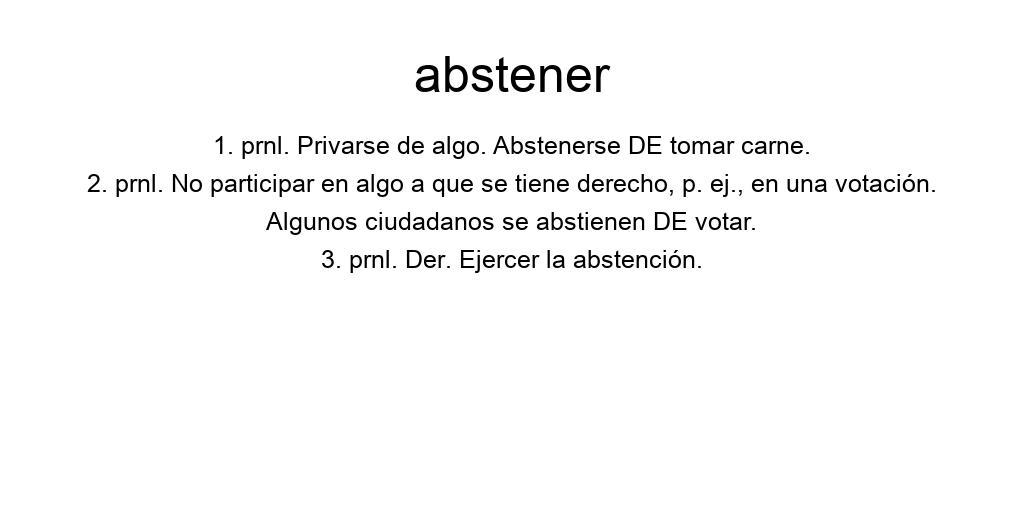 abstener
1. prnl. Privarse de algo. Abstenerse DE tomar carne.
2. prnl. No participar en algo a que se tiene derecho, p. ej., en una votación.
Algunos ciudadanos se abstienen DE votar.
3. prnl. Der. Ejercer la abstención.